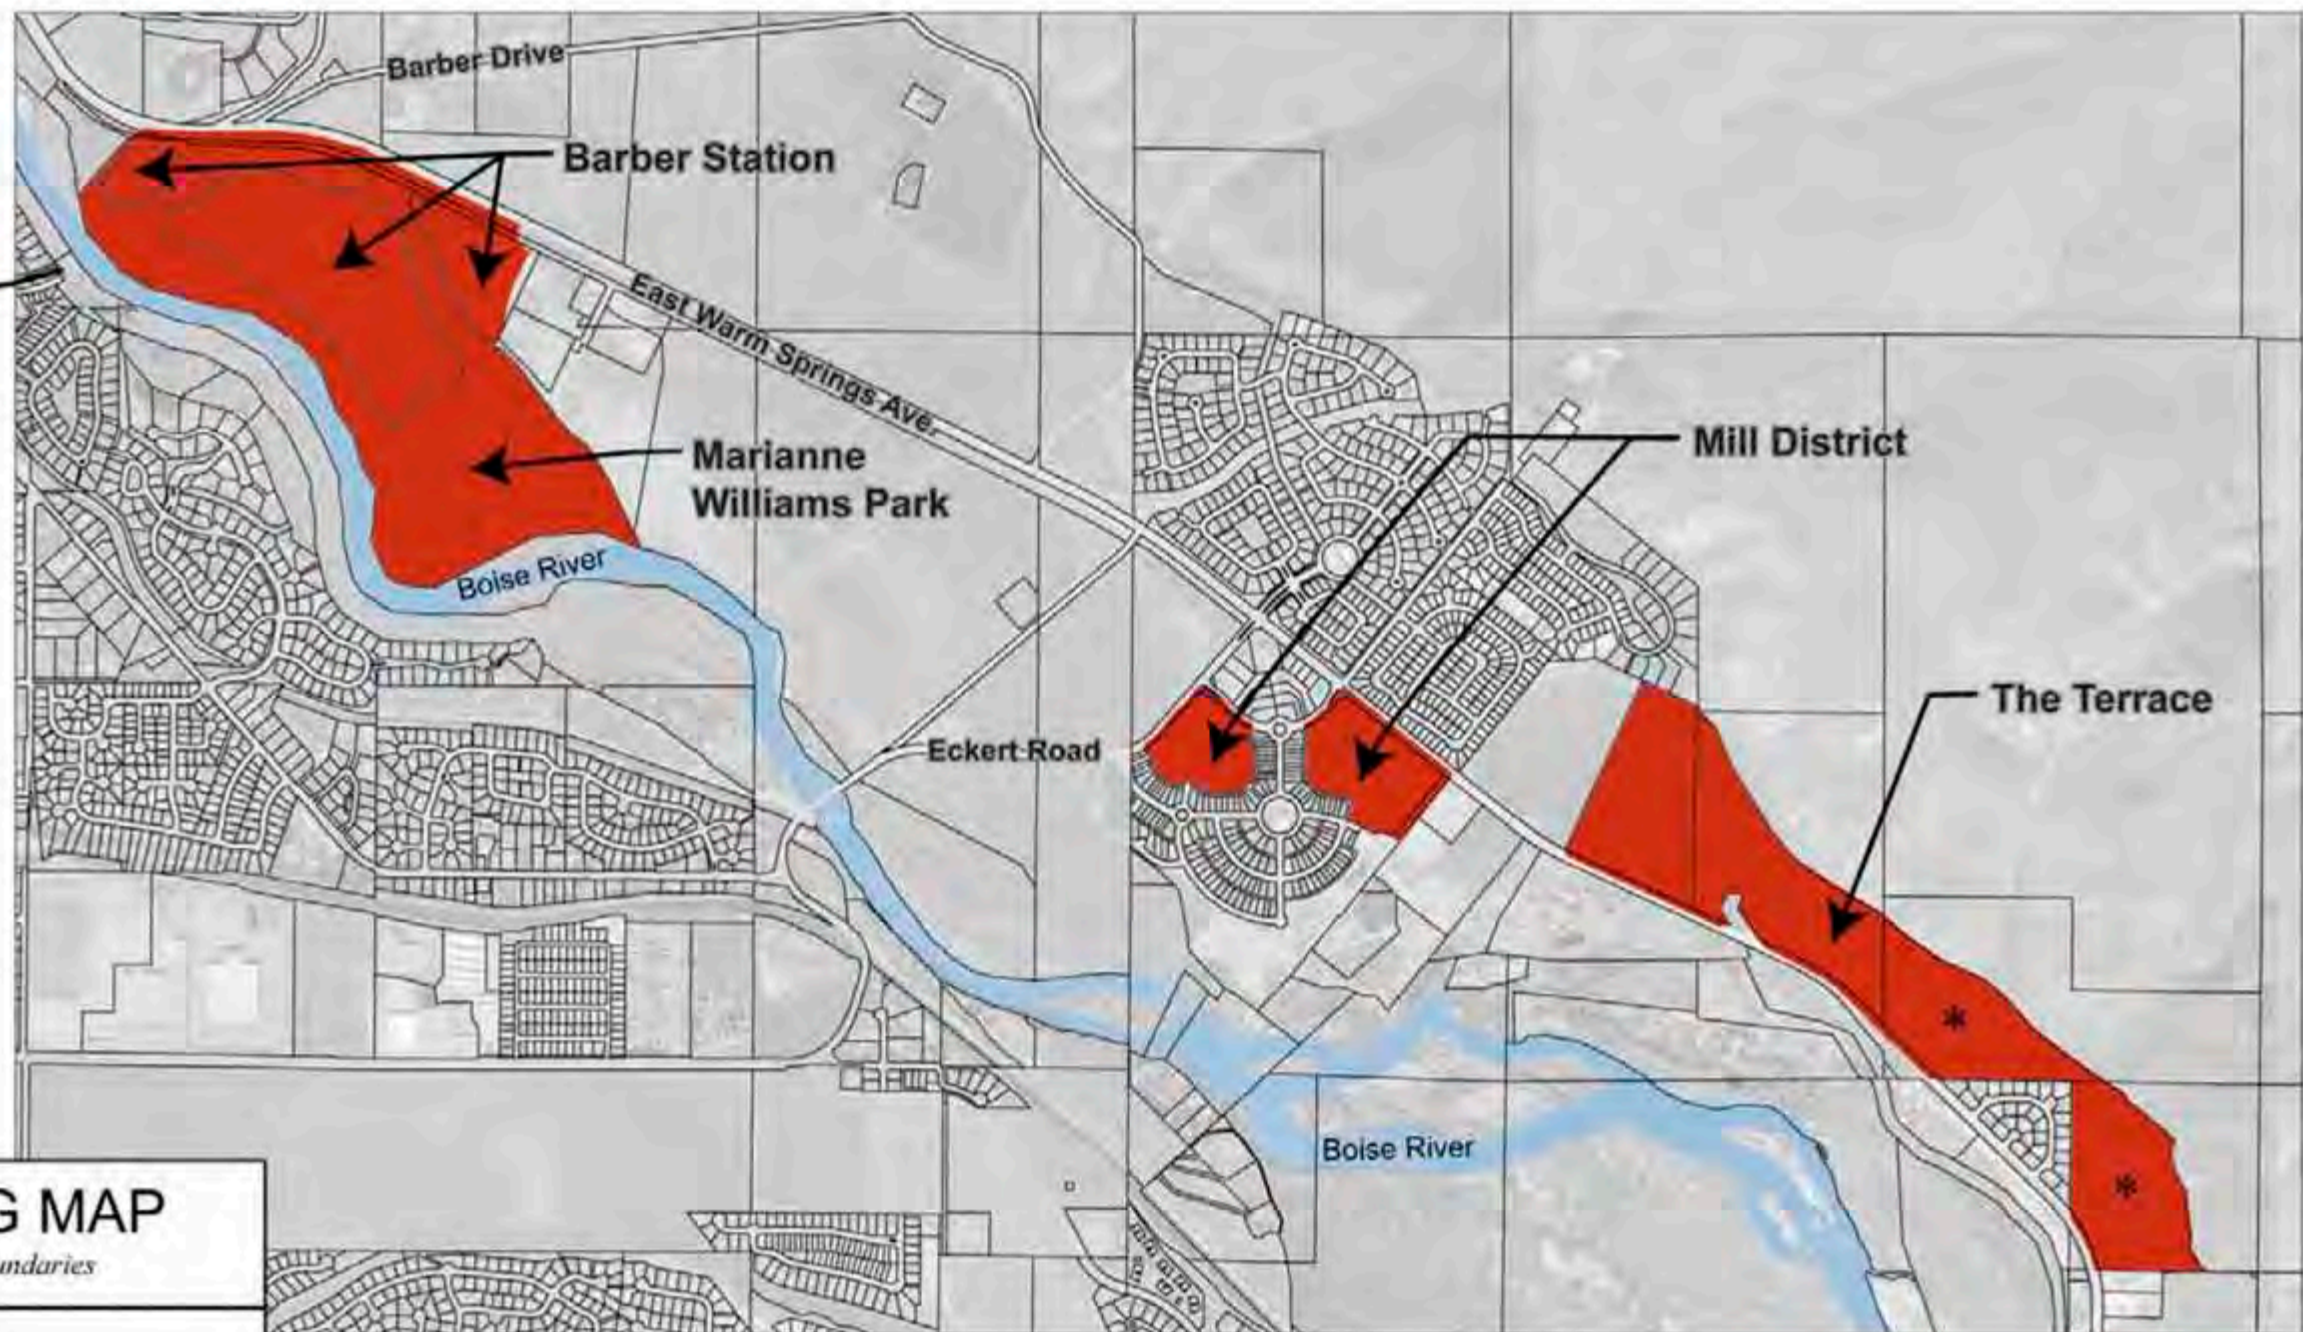 Barber Drive
Barber Station
East Warm Springs Ave.
Marianne
Williams Park
Mill District
Boise River
The Terrace
Eckert Road
*
Boise River
*
G MAP
undaries